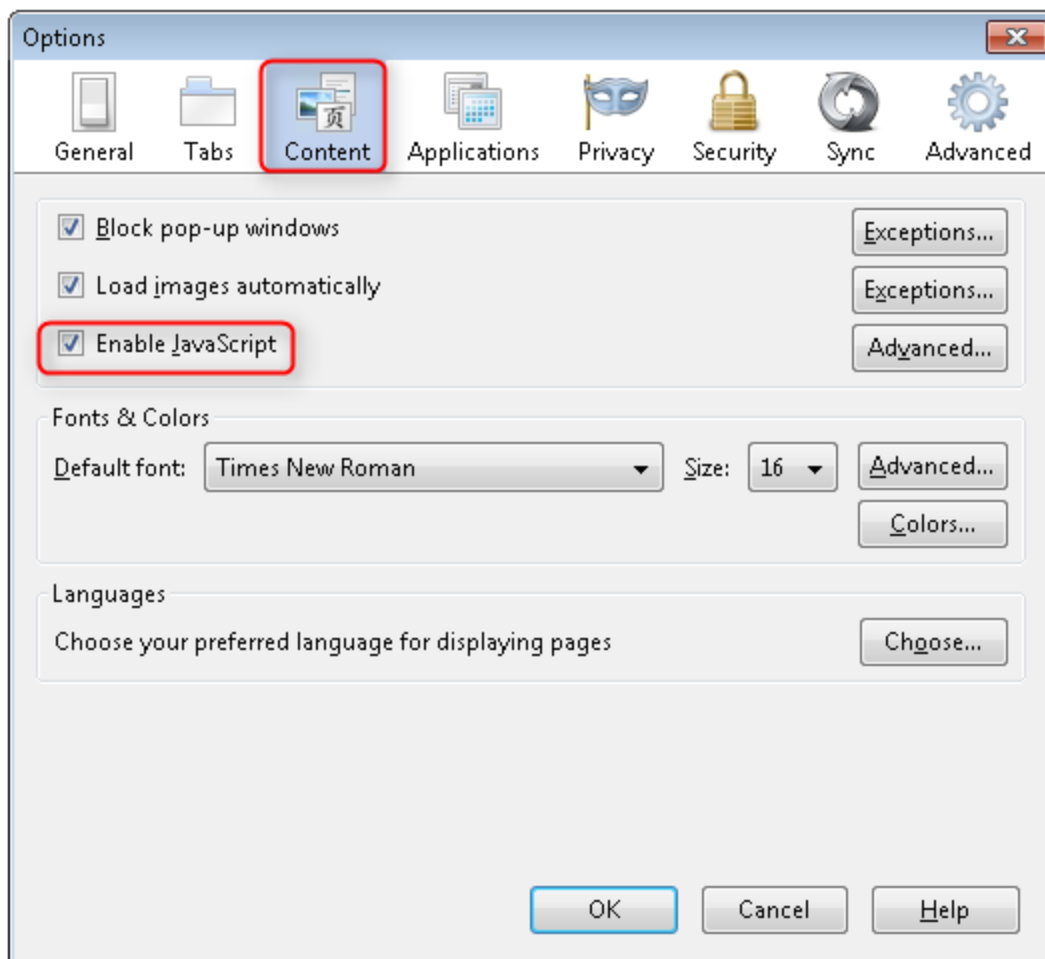 Options
页
General Tabs Content Applications Privacy Security Sync Advanced
Block pop-up windows Exceptions...
Load images automatically Exceptions...
Enable JavaScript Advanced...
Fonts & Colors
Default font: Times New Roman Size: 16 Advanced...
Colors...
Languages
Choose your preferred language for displaying pages Choose...
OK Cancel Help